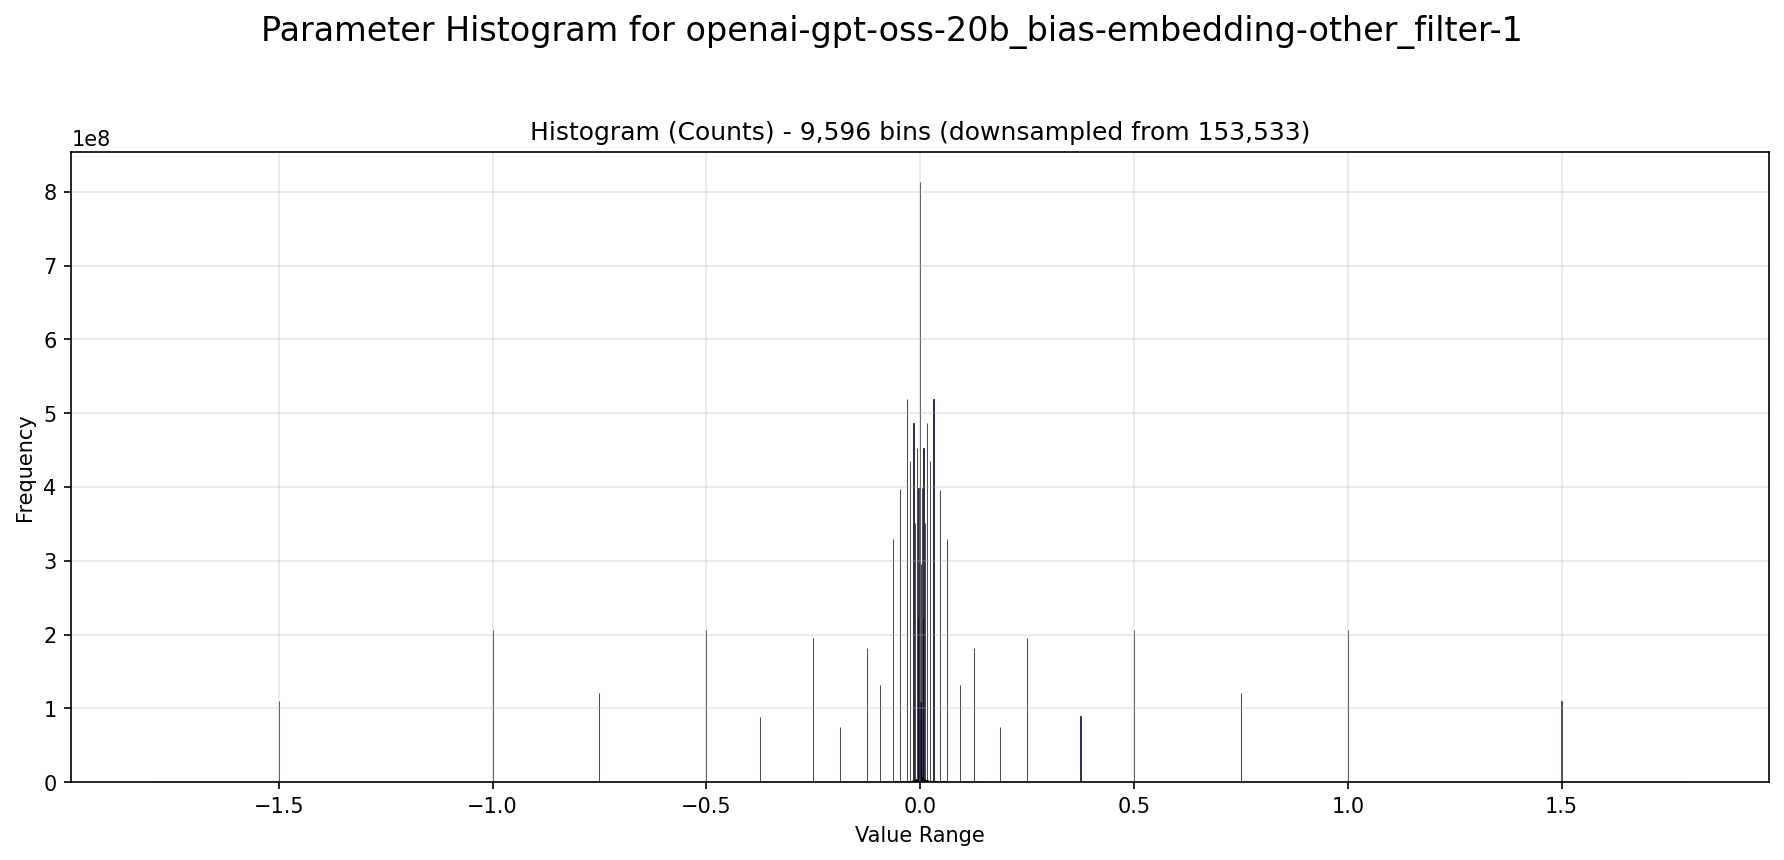 Parameter Histogram for openai-gpt-oss-20b_bias-embedding-other_filter-1
Histogram (Counts) - 9,596 bins (downsampled from 153,533)
1e8
8
7
6
5
4
3
2
1
0
Frequency
−1.5 −1.0 −0.5 0.0 0.5 1.0 1.5
Value Range